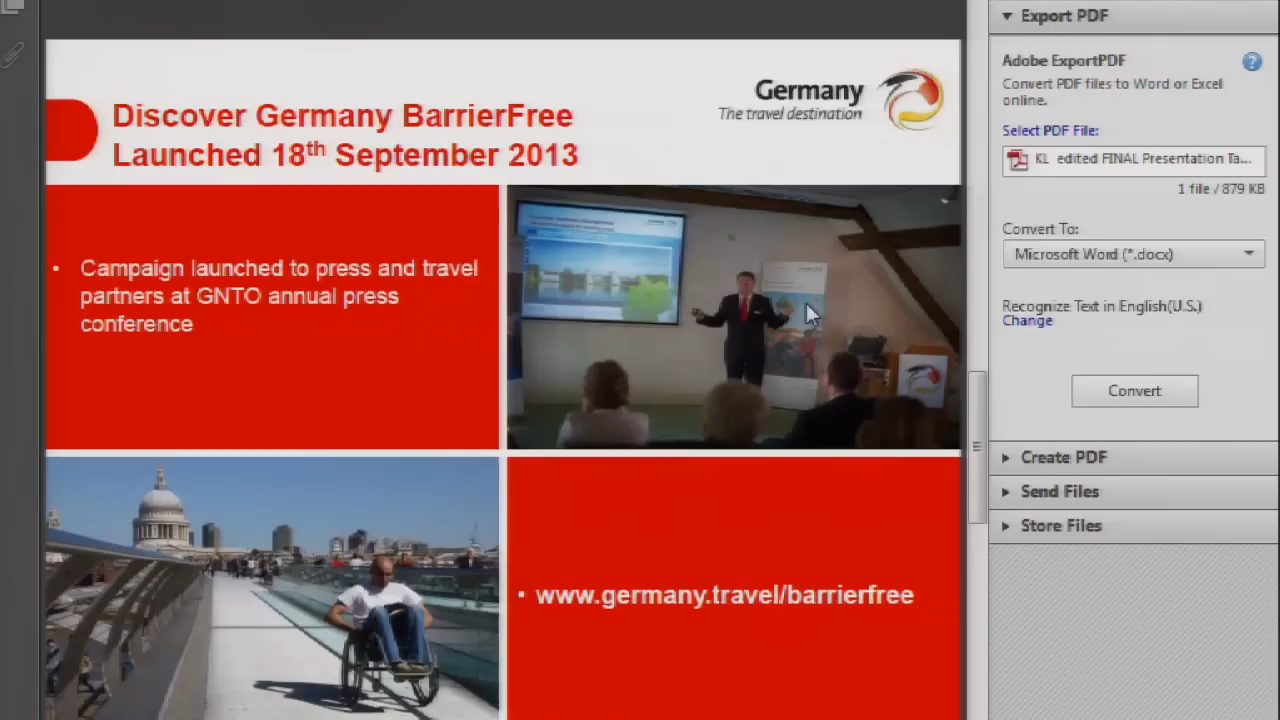 Discover Germany BarrierFree
Launched 18th September 2013
Germany
The travel destination
• Campaign launched to press and travel
partners at GNTO annual press
conference
• www.germany.travel/barrierfree
Export PDF
Adobe ExportPDF
Convert PDF files to Word or Excel
online.
Select PDF File:
KL edited FINAL Presentation Ta...
1 file / 879 KB
Convert To:
Microsoft Word (*.docx)
Recognize Text in English(U.S.)
Change
Convert
Create PDF
Send Files
Store Files